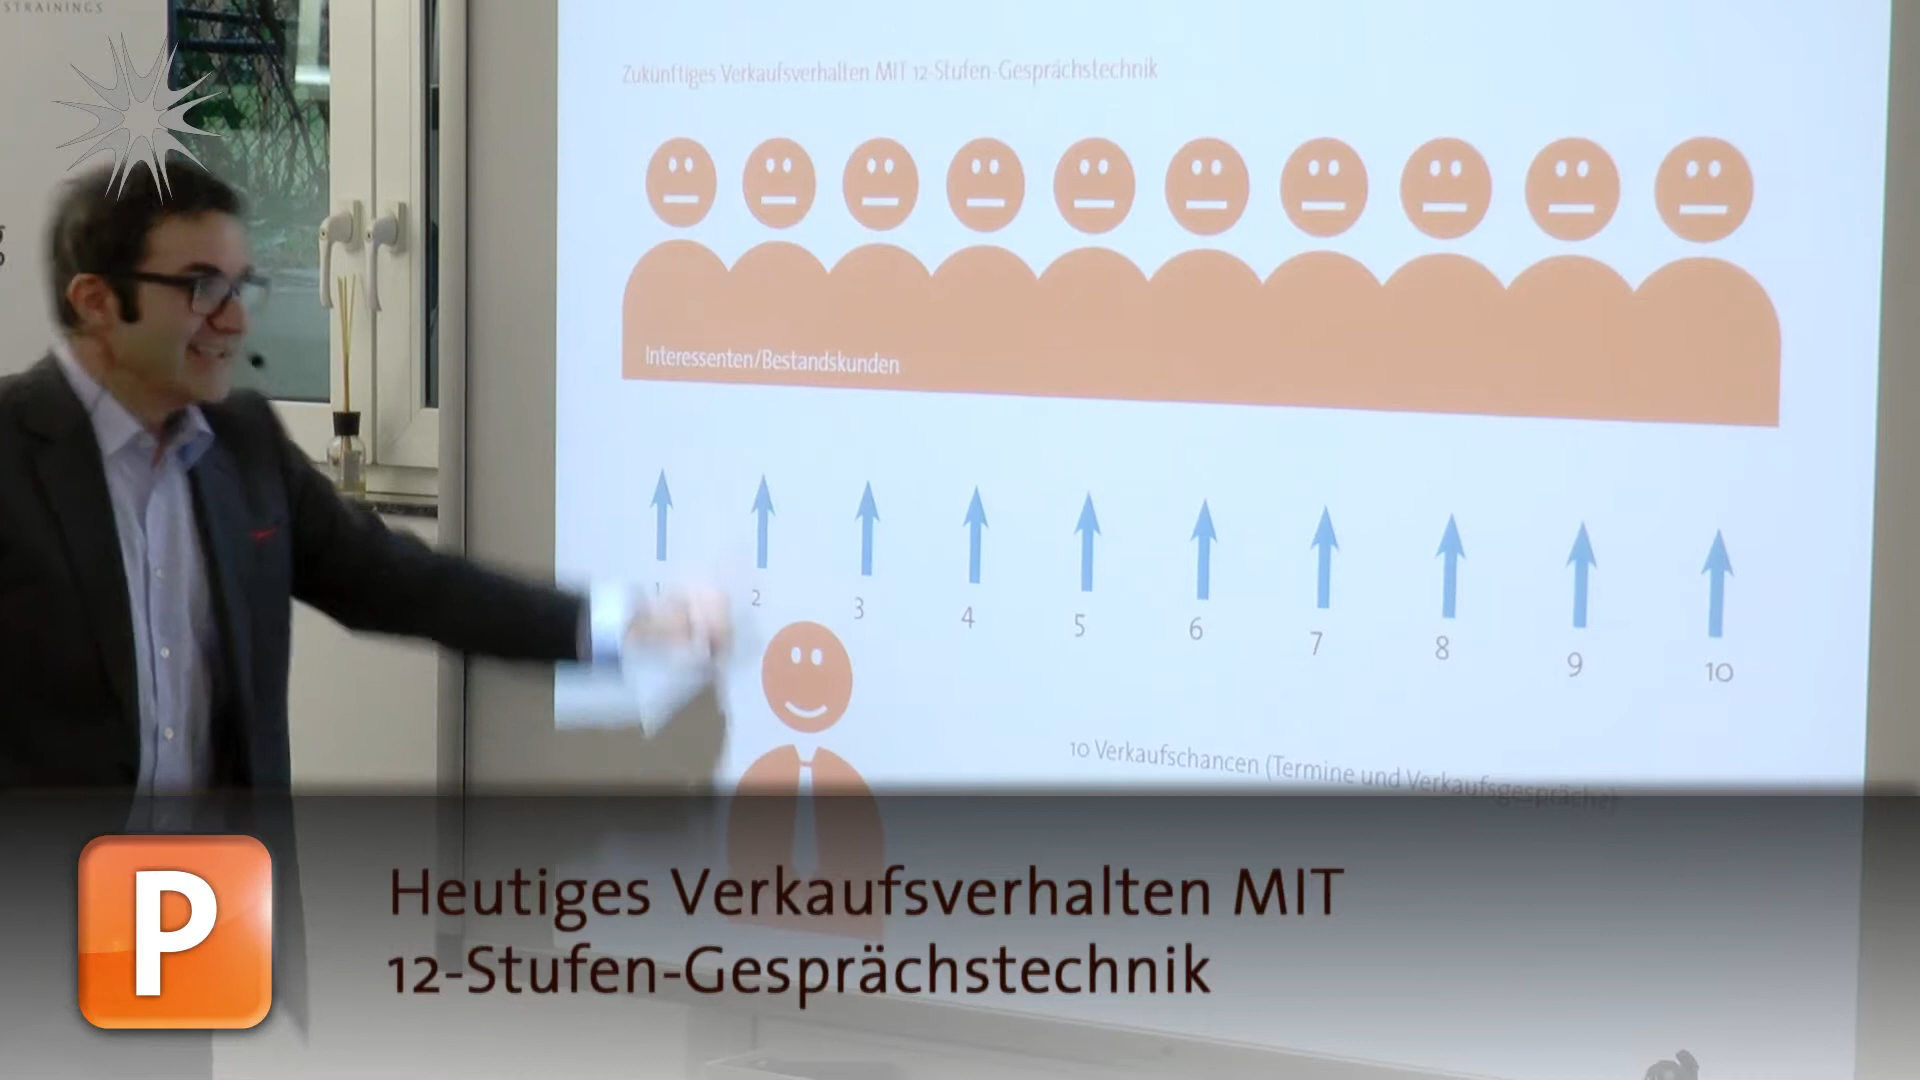 STRAININGS
Zukünftiges Verkaufsverhalten MIT 12-Stufen-Gesprächstechnik
Interessenten/Bestandskunden
1 2 3 4 5 6 7 8 9 10
10 Verkaufschancen (Termine und Verkaufsgespräche)
P
Heutiges Verkaufsverhalten MIT
12-Stufen-Gesprächstechnik